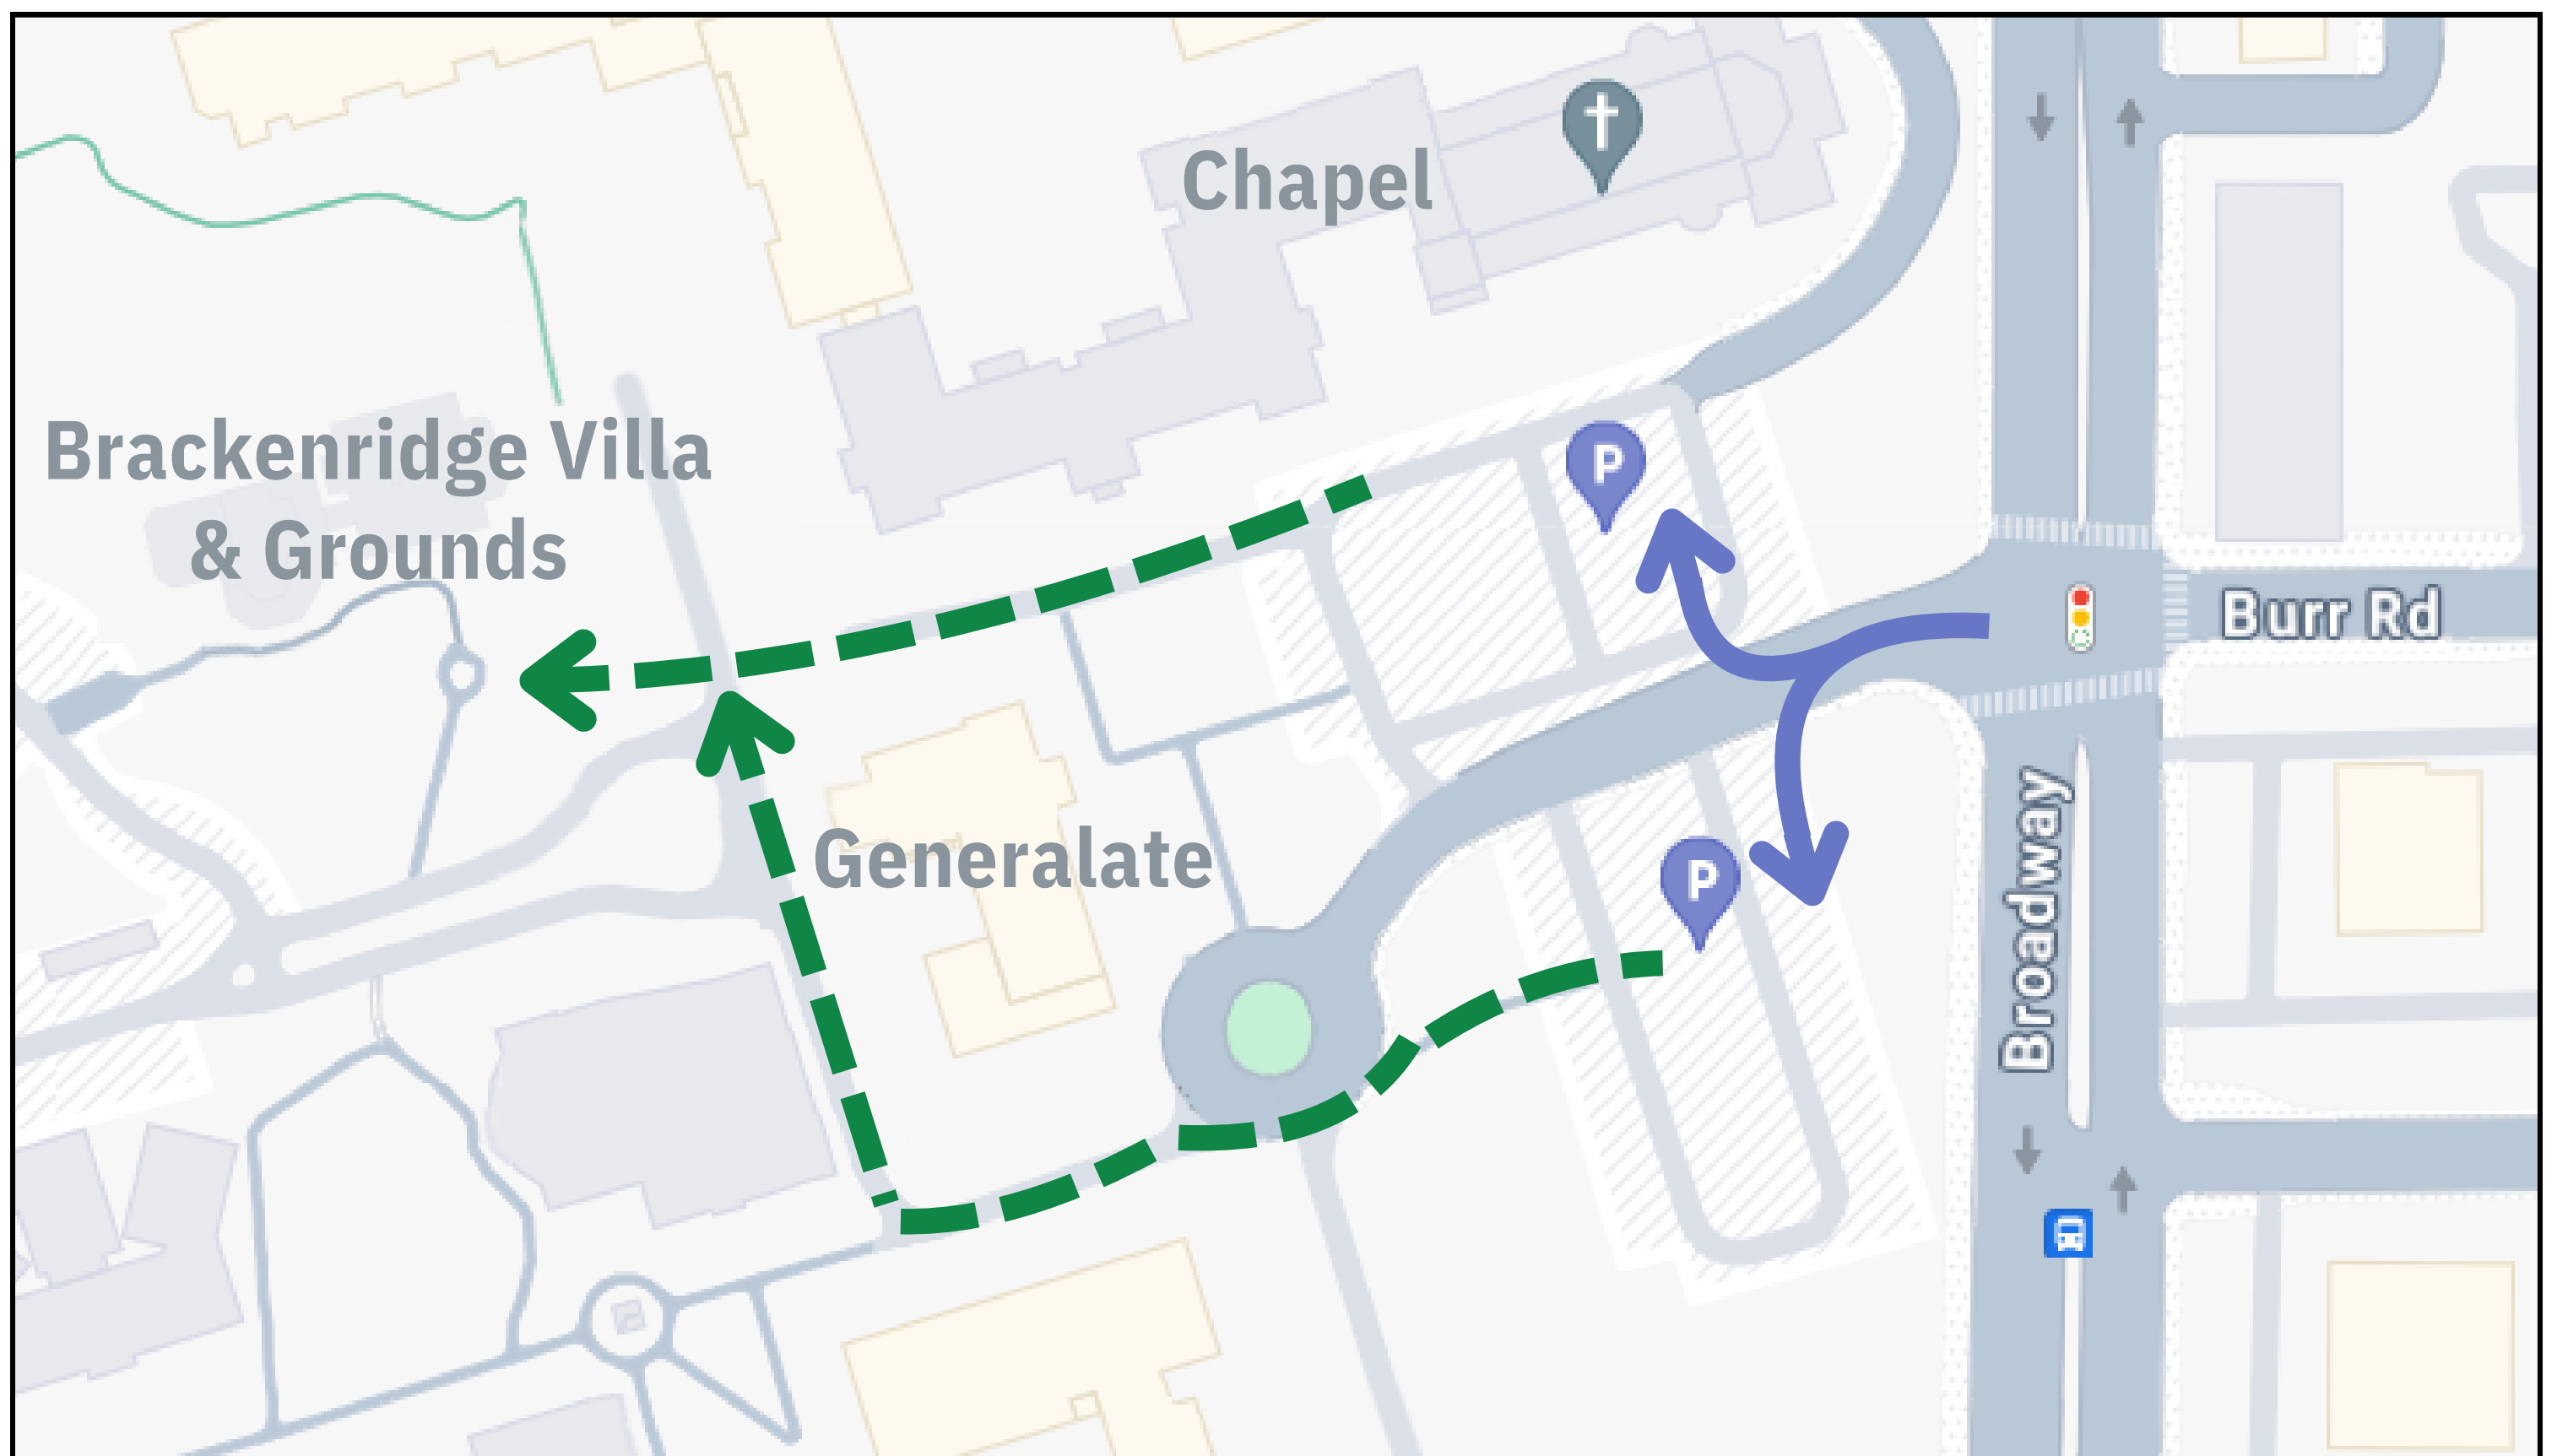 Chapel
Brackenridge Villa
& Grounds
P
Burr Rd
Generalate
P
Broadway